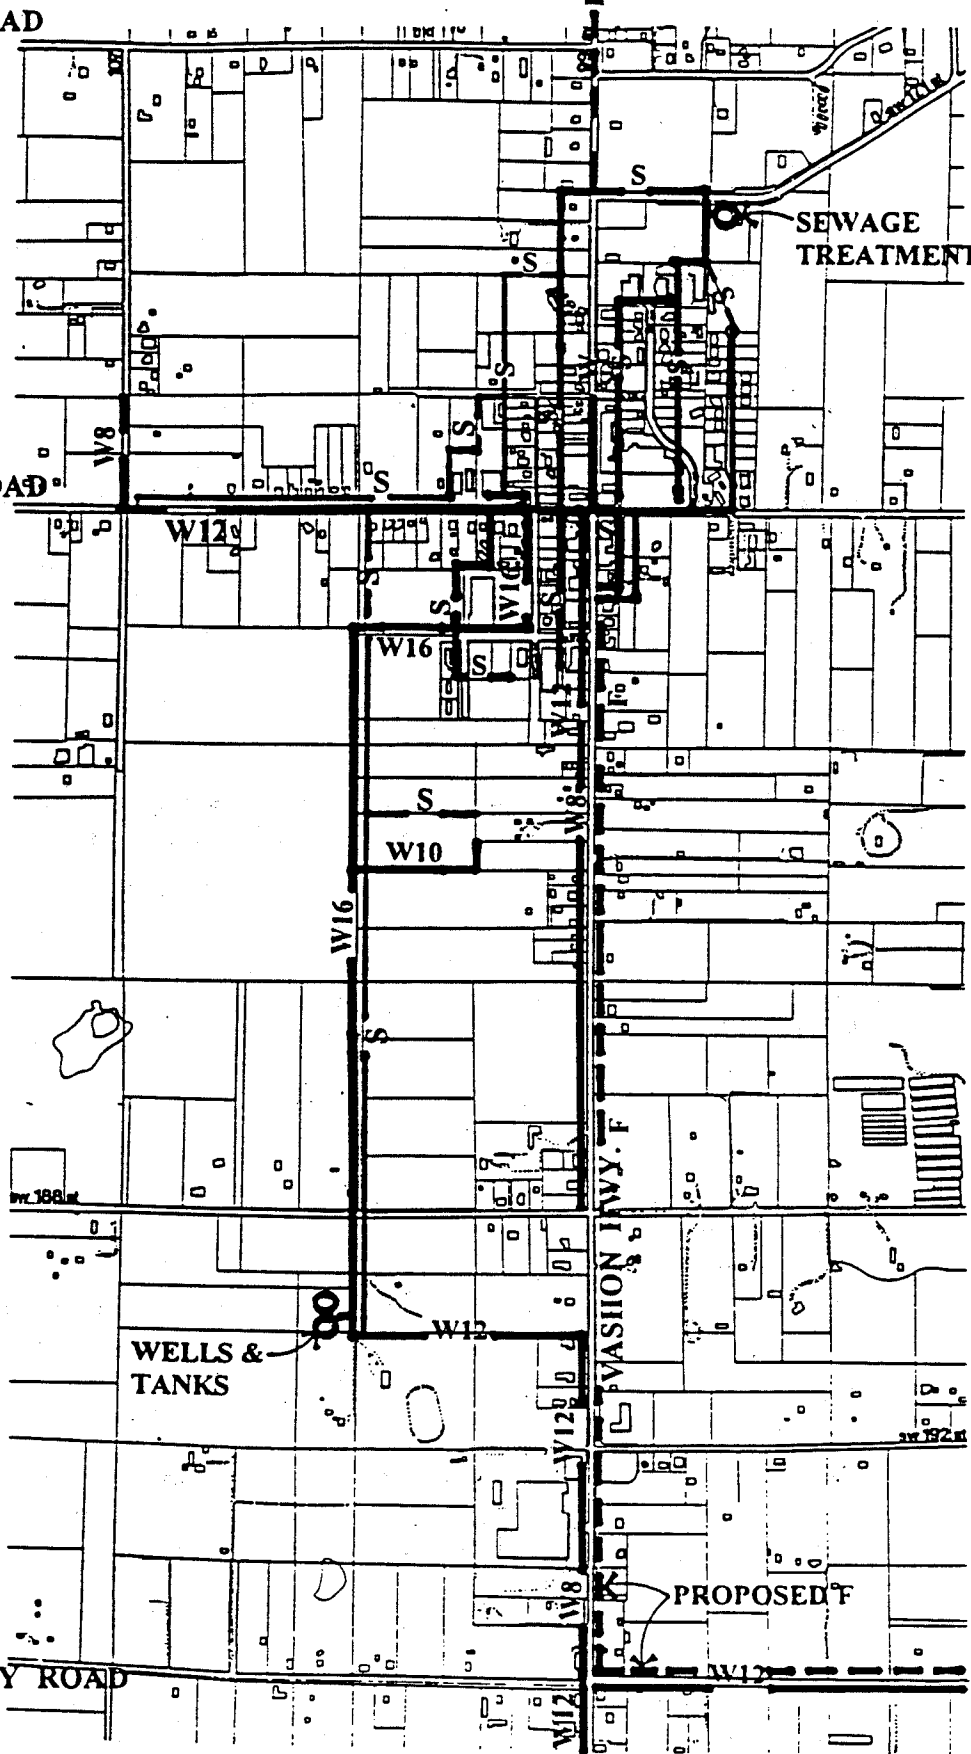 AD
S
SEWAGE
TREATMENT
S
S
S
S
W8
S
S
OAD
W12
S
W16
S
S
S
W16
S
F
W12
S
W8
W10
W16
S
F
sw. 188 st
VASHON HWY.
W12
WELLS &
TANKS
W12
sw 192 st
W8
PROPOSED F
W12
Y ROAD
W12